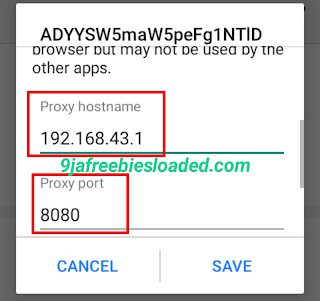 ADYYSW5maW5peFg1NTlD
browser but may not be used by the
other apps.
Proxy hostname
192.168.43.1
9jafreebiesloaded.com
Proxy port
8080
CANCEL
SAVE